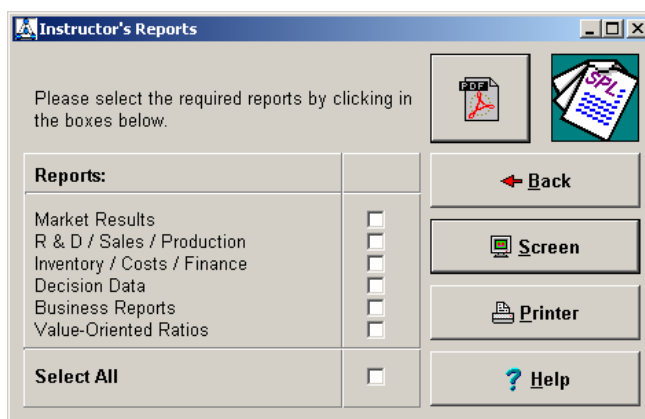 Instructor's Reports
Please select the required reports by clicking in
the boxes below.
PDF
SPL:
Reports:
Market Results
R & D / Sales / Production
Inventory / Costs / Finance
Decision Data
Business Reports
Value-Oriented Ratios
Select All
Back
Screen
Printer
? Help